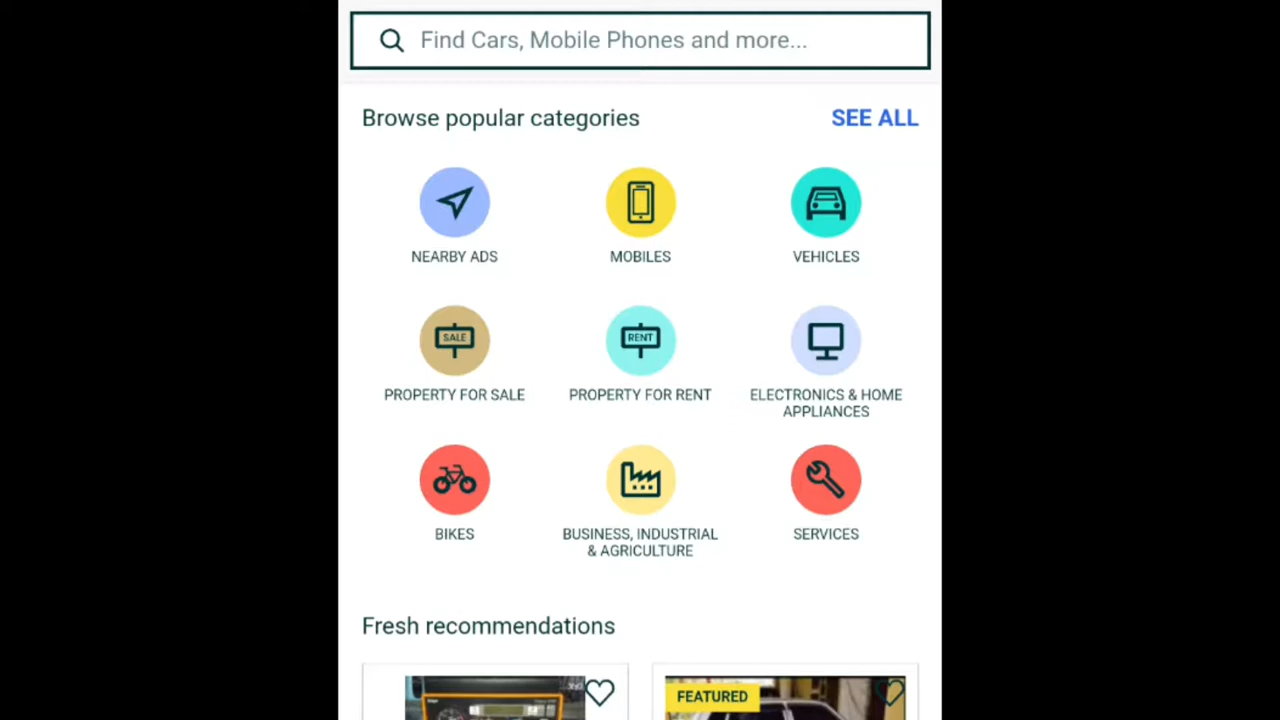 Find Cars, Mobile Phones and more...
Browse popular categories
SEE ALL
NEARBY ADS
MOBILES
VEHICLES
SALE
RENT
PROPERTY FOR SALE
PROPERTY FOR RENT
ELECTRONICS & HOME
APPLIANCES
BIKES
BUSINESS, INDUSTRIAL
& AGRICULTURE
SERVICES
Fresh recommendations
FEATURED